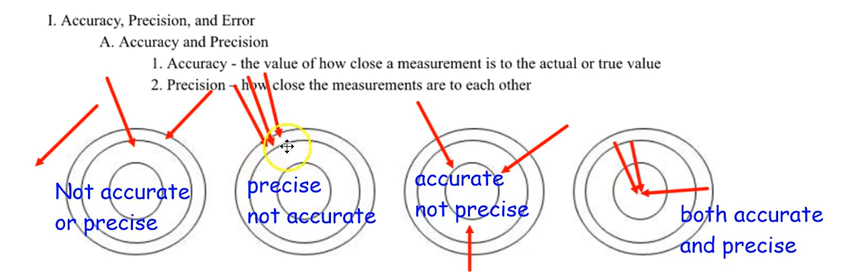 I. Accuracy, Precision, and Error
A. Accuracy and Precision
1. Accuracy - the value of how close a measurement is to the actual or true value
2. Precision - how close the measurements are to each other
Not accurate
or precise
precise
not accurate
accurate
not precise
both accurate
and precise